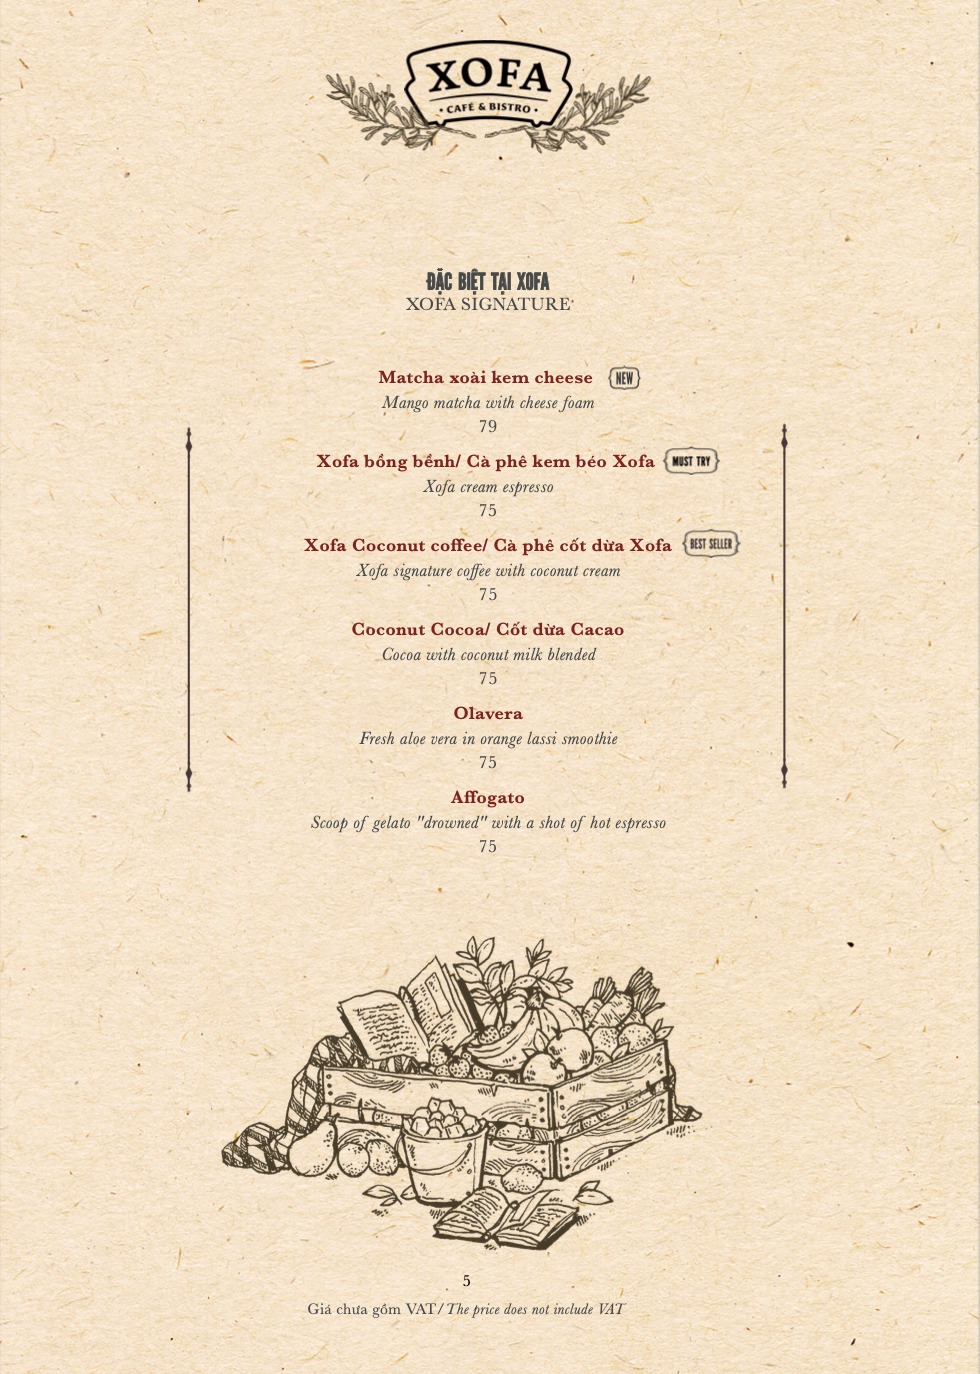 XOFA
• CAFÉ & BISTRO •
ĐẶC BIỆT TẠI XOFA
XOFA SIGNATURE
Matcha xoài kem cheese NEW
Mango matcha with cheese foam
79
Xofa bồng bềnh/ Cà phê kem béo Xofa MUST TRY
Xofa cream espresso
75
Xofa Coconut coffee/ Cà phê cốt dừa Xofa BEST SELLER
Xofa signature coffee with coconut cream
75
Coconut Cocoa/ Cốt dừa Cacao
Cocoa with coconut milk blended
75
Olavera
Fresh aloe vera in orange lassi smoothie
75
Affogato
Scoop of gelato "drowned" with a shot of hot espresso
75
5
Giá chưa gồm VAT/ The price does not include VAT